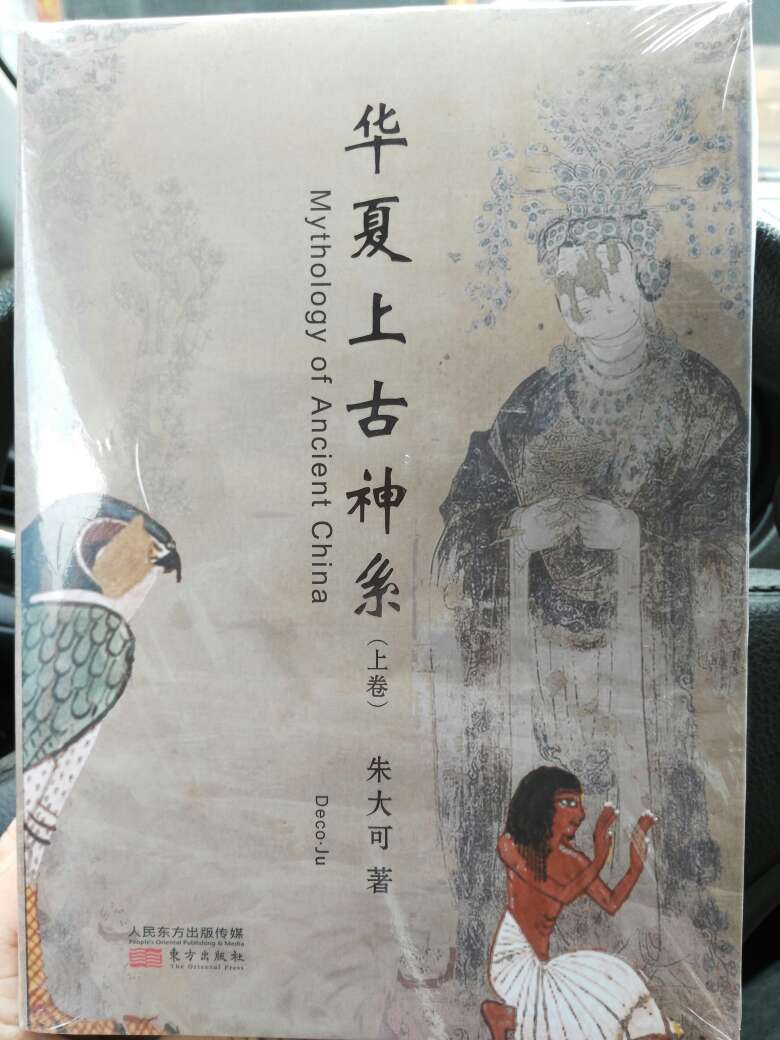 华夏上古神系（上卷）
Mythology of Ancient China
朱大可 著
Deco·Ju
人民东方出版传媒
People's Oriental Publishing & Media
東方出版社
The Oriental Press